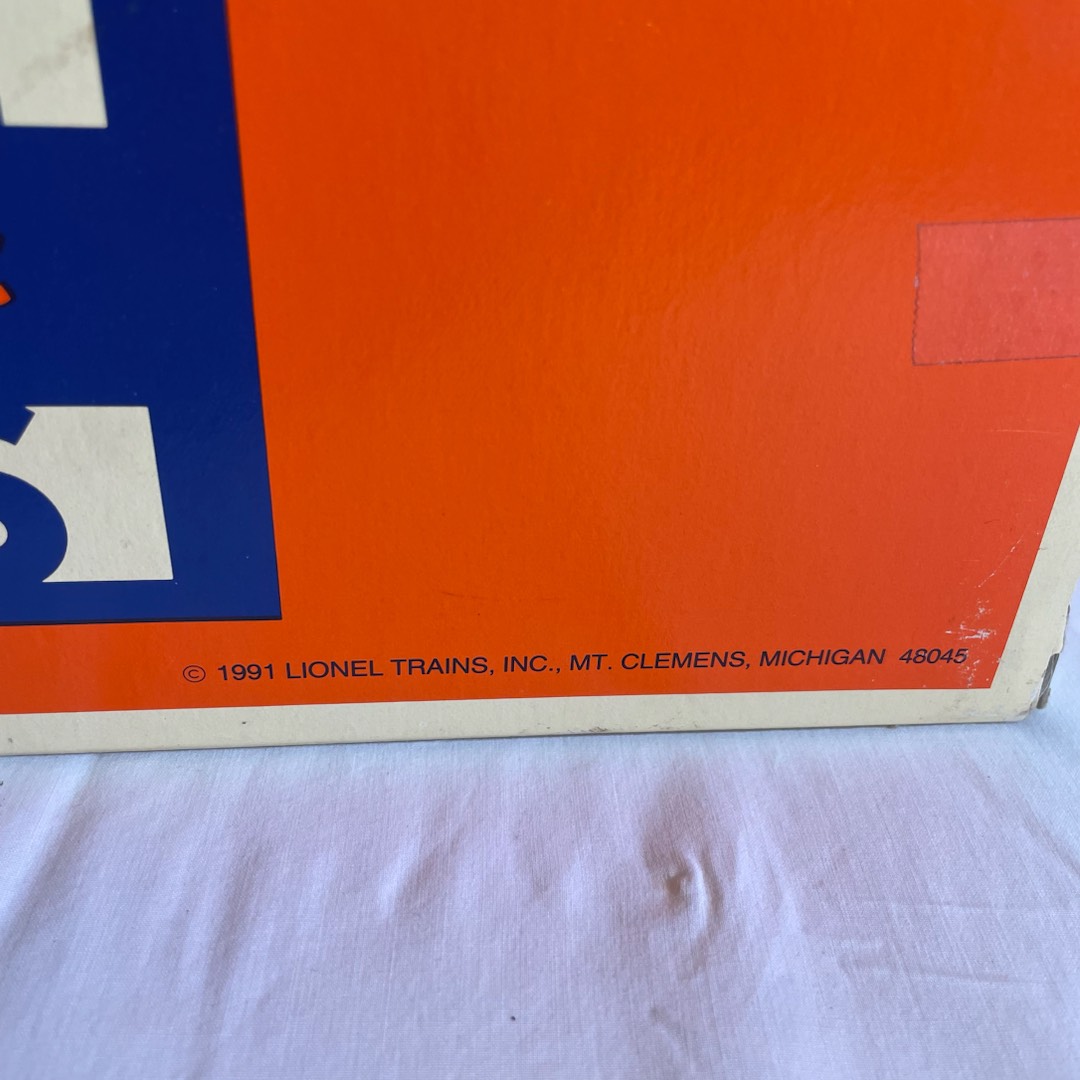 S
© 1991 LIONEL TRAINS, INC., MT. CLEMENS, MICHIGAN 48045